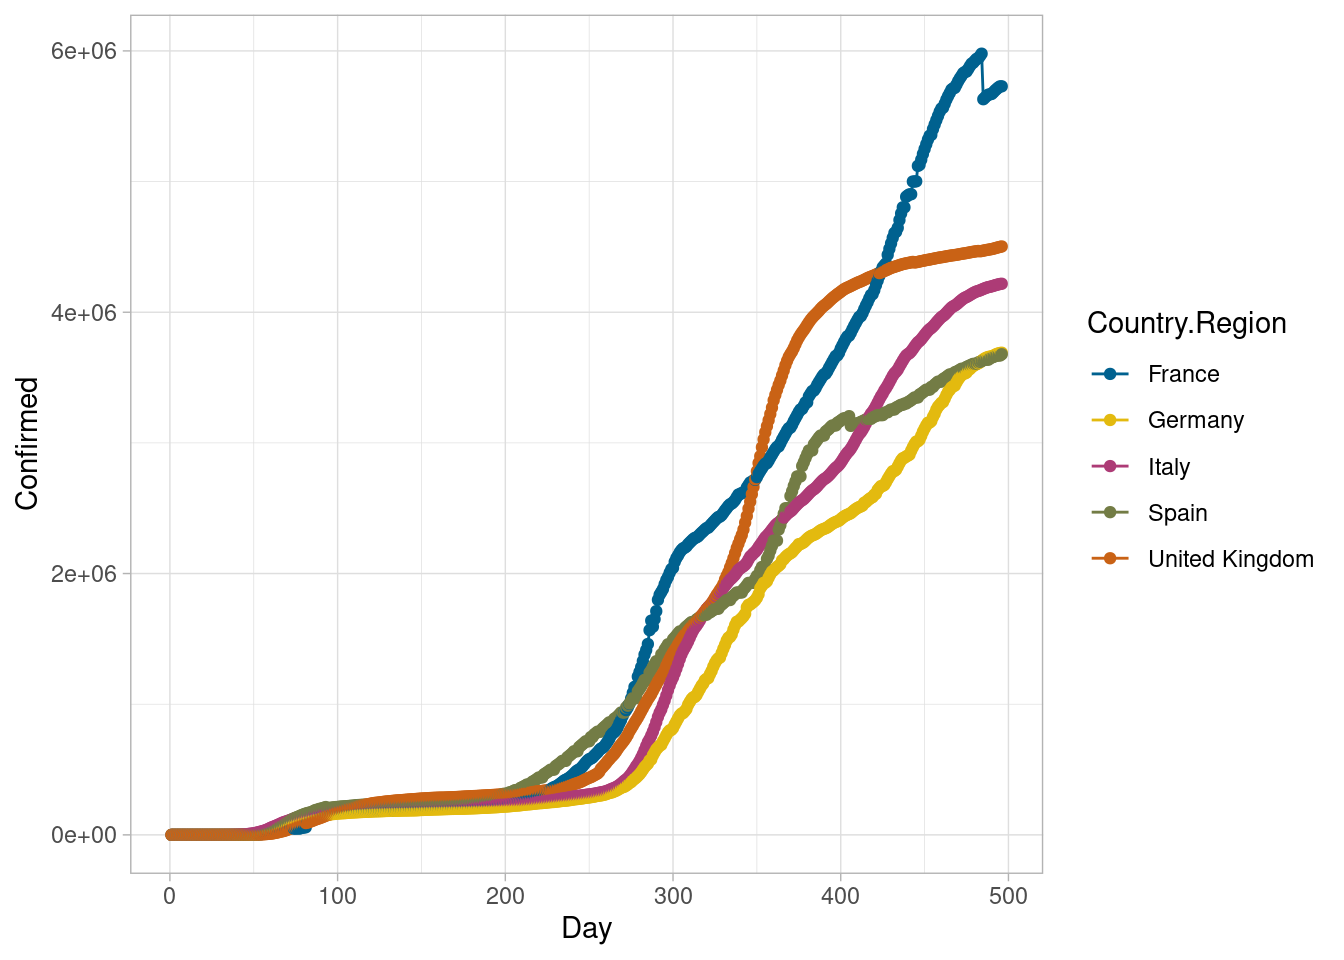 6e+06
4e+06
2e+06
0e+00
Confirmed
0 100 200 300 400 500
Day
Country.Region
France
Germany
Italy
Spain
United Kingdom